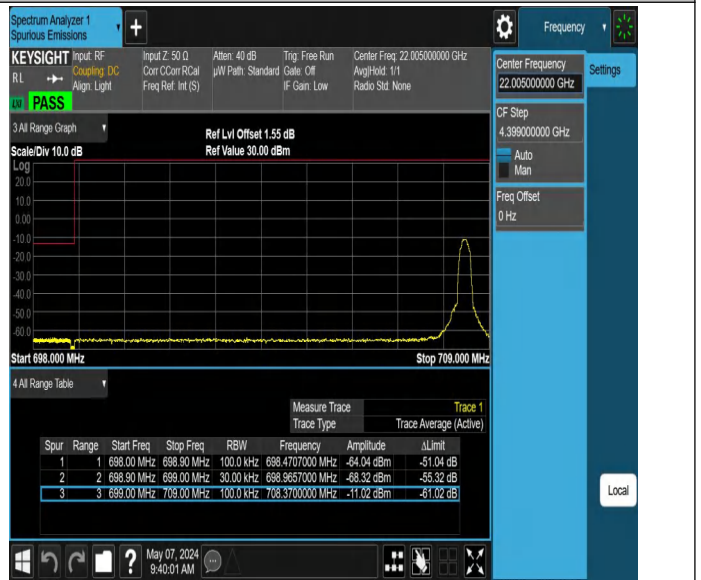 Spectrum Analyzer 1
Spurious Emissions
Frequency
KEYSIGHT Input: RF Input Z: 50 Ω Atten: 40 dB Trig: Free Run Center Freq: 22.005000000 GHz
RL Coupling: DC Corr CCorr RCal µW Path: Standard Gate: Off Avg|Hold: 1/1
Align: Light Freq Ref: Int (S) IF Gain: Low Radio Std: None
LXI PASS
3 All Range Graph
Ref Lvl Offset 1.55 dB
Scale/Div 10.0 dB Ref Value 30.00 dBm
Log
20.0
10.0
0.00
-10.0
-20.0
-30.0
-40.0
-50.0
-60.0
Start 698.000 MHz Stop 709.000 MHz
4 All Range Table
Measure Trace Trace 1
Trace Type Trace Average (Active)
Spur Range Start Freq Stop Freq RBW Frequency Amplitude ΔLimit
1 1 698.00 MHz 698.90 MHz 100.0 kHz 698.4707000 MHz -64.04 dBm -51.04 dB
2 2 698.90 MHz 699.00 MHz 30.00 kHz 698.9657000 MHz -68.32 dBm -55.32 dB
3 3 699.00 MHz 709.00 MHz 100.0 kHz 708.3700000 MHz -11.02 dBm -61.02 dB
May 07, 2024
9:40:01 AM
Center Frequency
22.005000000 GHz
Settings
CF Step
4.399000000 GHz
Auto
Man
Freq Offset
0 Hz
Local